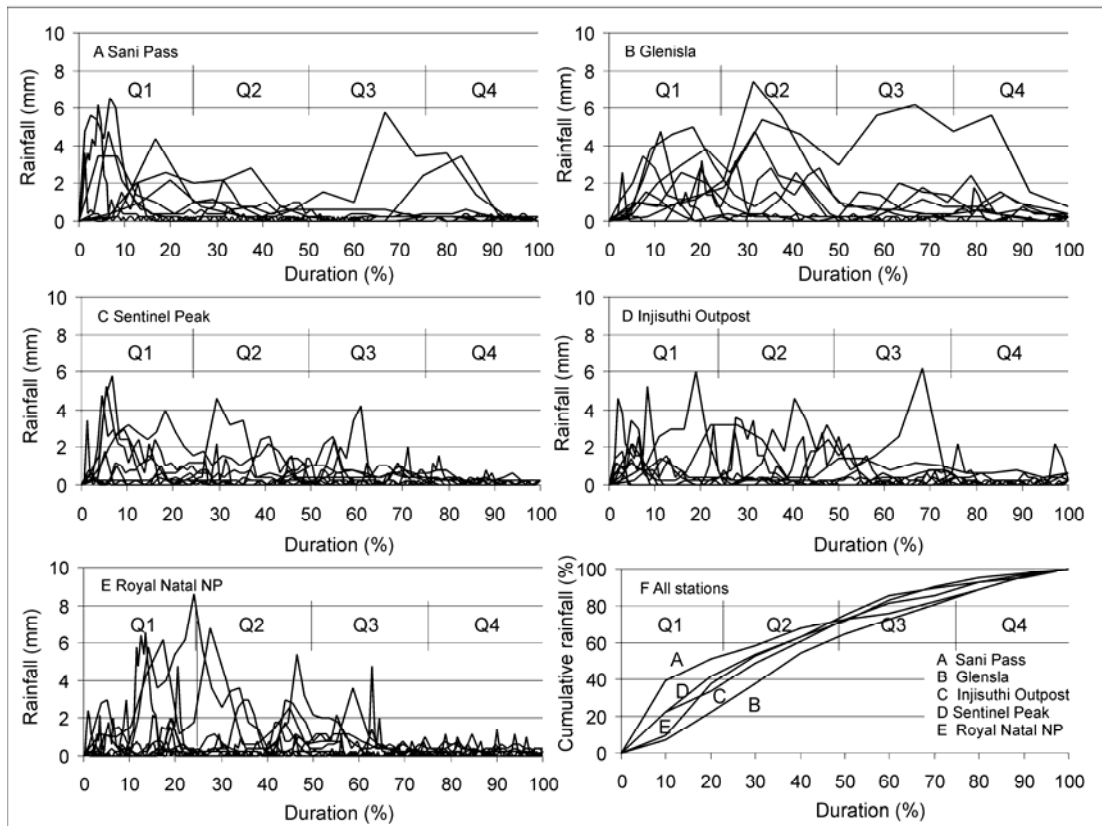 A Sani Pass
Q1 Q2 Q3 Q4
Rainfall (mm)
10
8
6
4
2
0
0 10 20 30 40 50 60 70 80 90 100
Duration (%)
B Glenisla
Q1 Q2 Q3 Q4
Rainfall (mm)
10
8
6
4
2
0
0 10 20 30 40 50 60 70 80 90 100
Duration (%)
C Sentinel Peak
Q1 Q2 Q3 Q4
Rainfall (mm)
10
8
6
4
2
0
0 10 20 30 40 50 60 70 80 90 100
Duration (%)
D Injisuthi Outpost
Q1 Q2 Q3 Q4
Rainfall (mm)
10
8
6
4
2
0
0 10 20 30 40 50 60 70 80 90 100
Duration (%)
E Royal Natal NP
Q1 Q2 Q3 Q4
Rainfall (mm)
10
8
6
4
2
0
0 10 20 30 40 50 60 70 80 90 100
Duration (%)
F All stations
Q1 Q2 Q3 Q4
Cumulative rainfall (%)
100
80
60
40
20
0
A
D
C
B
E
A Sani Pass
B Glensla
C Injisuthi Outpost
D Sentinel Peak
E Royal Natal NP
0 10 20 30 40 50 60 70 80 90 100
Duration (%)